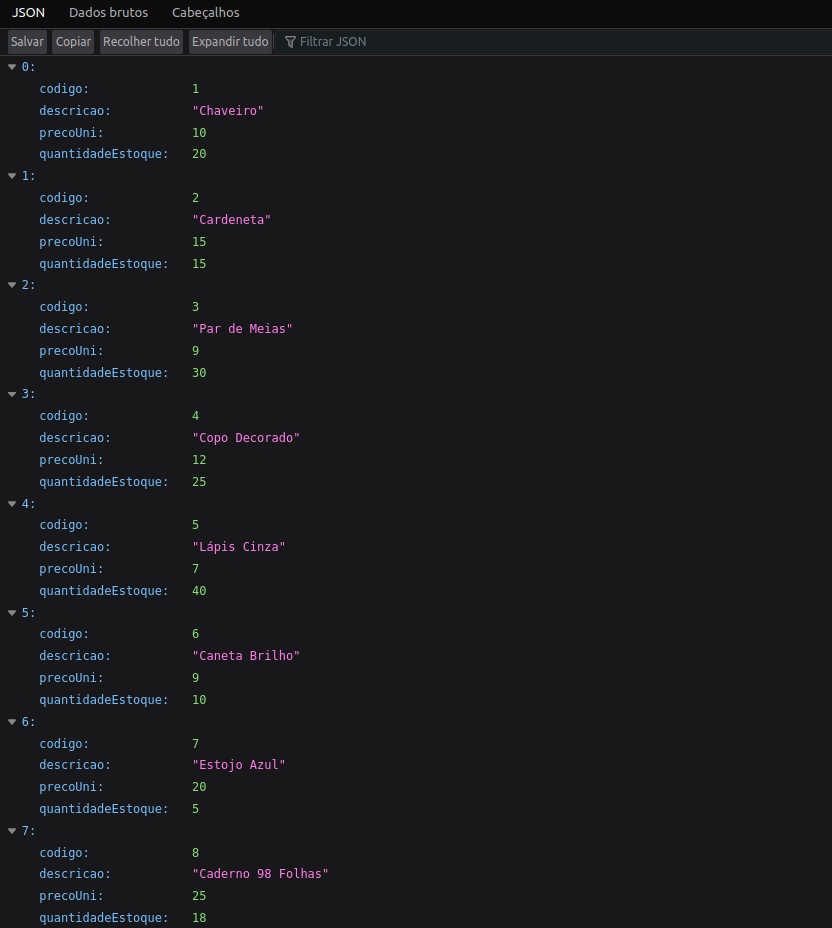 JSON Dados brutos Cabeçalhos
Salvar Copiar Recolher tudo Expandir tudo Filtrar JSON
0:
codigo: 1
descricao: "Chaveiro"
precoUni: 10
quantidadeEstoque: 20
1:
codigo: 2
descricao: "Cardeneta"
precoUni: 15
quantidadeEstoque: 15
2:
codigo: 3
descricao: "Par de Meias"
precoUni: 9
quantidadeEstoque: 30
3:
codigo: 4
descricao: "Copo Decorado"
precoUni: 12
quantidadeEstoque: 25
4:
codigo: 5
descricao: "Lápis Cinza"
precoUni: 7
quantidadeEstoque: 40
5:
codigo: 6
descricao: "Caneta Brilho"
precoUni: 9
quantidadeEstoque: 10
6:
codigo: 7
descricao: "Estojo Azul"
precoUni: 20
quantidadeEstoque: 5
7:
codigo: 8
descricao: "Caderno 98 Folhas"
precoUni: 25
quantidadeEstoque: 18